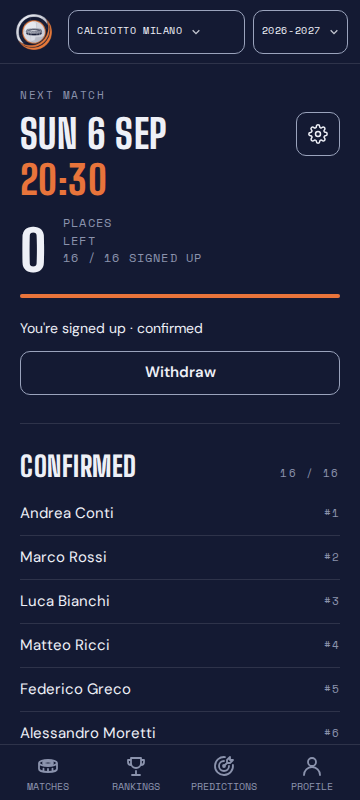 CALCIOTTO MILANO
2026-2027
NEXT MATCH
SUN 6 SEP
20:30
0
PLACES
LEFT
16 / 16 SIGNED UP
You're signed up · confirmed
Withdraw
CONFIRMED
16 / 16
Andrea Conti #1
Marco Rossi #2
Luca Bianchi #3
Matteo Ricci #4
Federico Greco #5
Alessandro Moretti #6
MATCHES
RANKINGS
PREDICTIONS
PROFILE